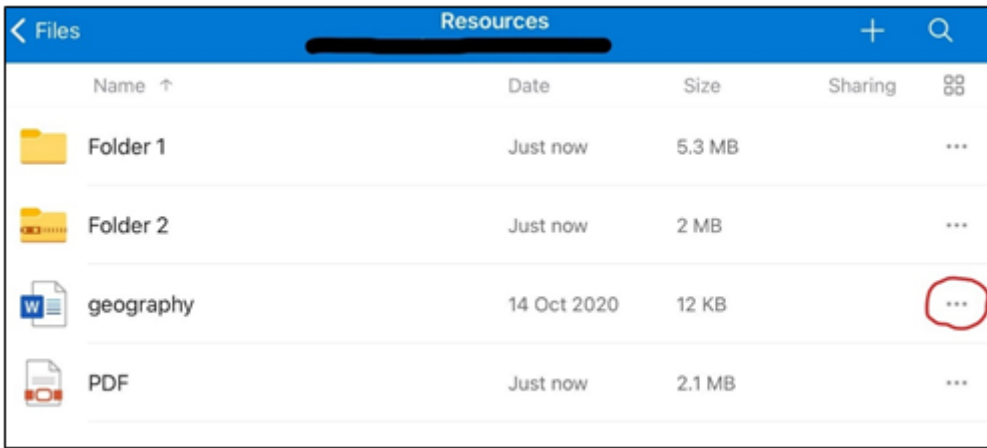 Files Resources
Name ↑ Date Size Sharing
Folder 1 Just now 5.3 MB ...
Folder 2 Just now 2 MB ...
W geography 14 Oct 2020 12 KB ...
PDF Just now 2.1 MB ...